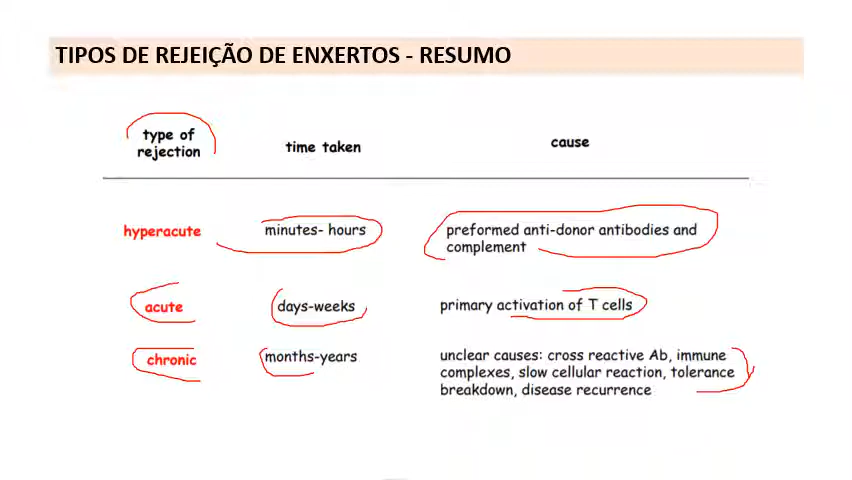 TIPOS DE REJEIÇÃO DE ENXERTOS - RESUMO
type of
rejection
time taken
cause
hyperacute
minutes- hours
preformed anti-donor antibodies and
complement
acute
days-weeks
primary activation of T cells
chronic
months-years
unclear causes: cross reactive Ab, immune
complexes, slow cellular reaction, tolerance
breakdown, disease recurrence